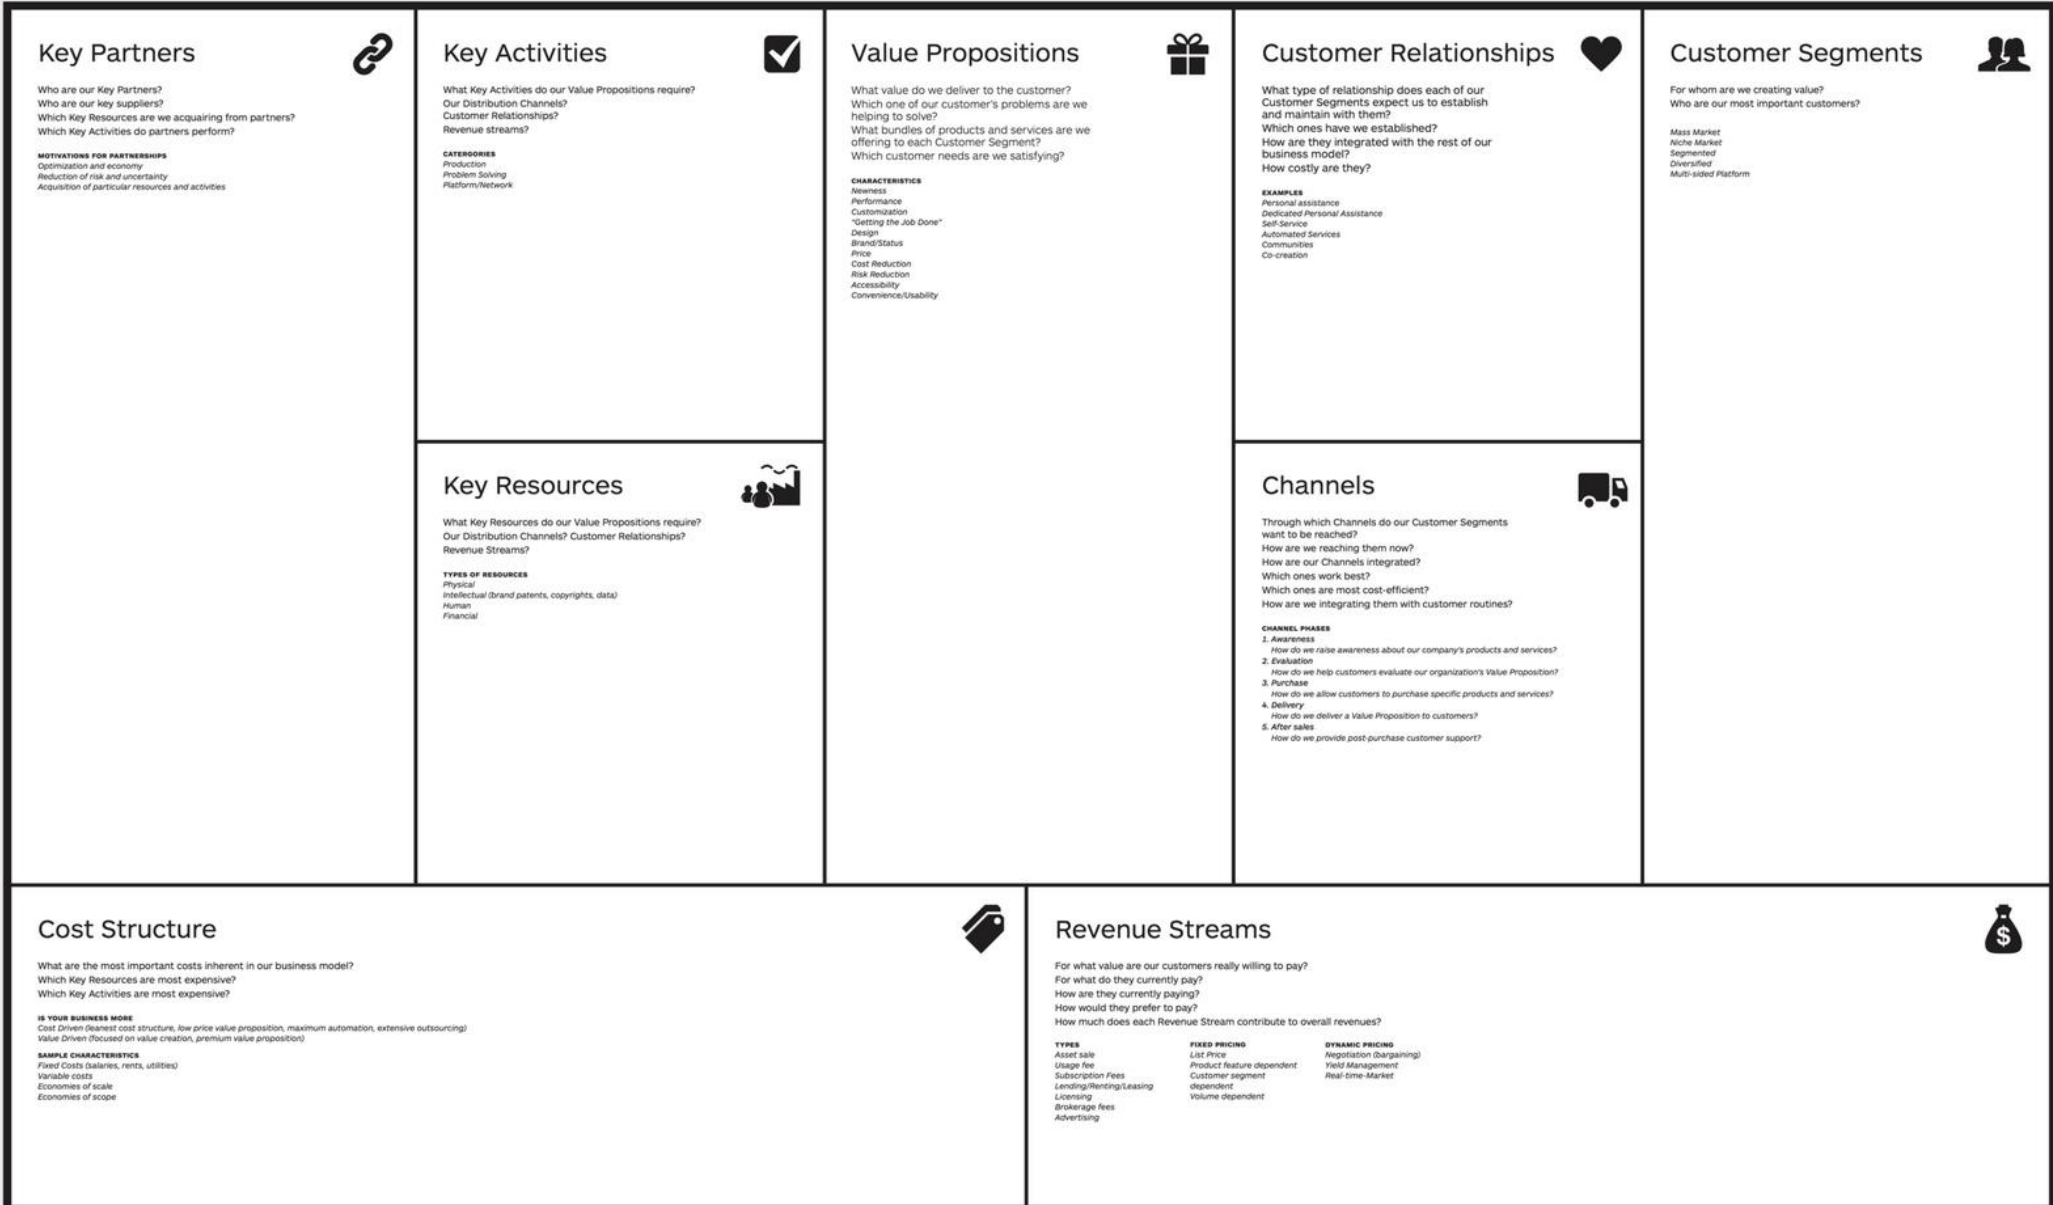 Key Partners
Who are our Key Partners?
Who are our key suppliers?
Which Key Resources are we acquairing from partners?
Which Key Activities do partners perform?
MOTIVATIONS FOR PARTNERSHIPS
Optimization and economy
Reduction of risk and uncertainty
Acquisition of particular resources and activities
Key Activities
What Key Activities do our Value Propositions require?
Our Distribution Channels?
Customer Relationships?
Revenue streams?
CATERGORIES
Production
Problem Solving
Platform/Network
Key Resources
What Key Resources do our Value Propositions require?
Our Distribution Channels? Customer Relationships?
Revenue Streams?
TYPES OF RESOURCES
Physical
Intellectual (brand patents, copyrights, data)
Human
Financial
Value Propositions
What value do we deliver to the customer?
Which one of our customer's problems are we
helping to solve?
What bundles of products and services are we
offering to each Customer Segment?
Which customer needs are we satisfying?
CHARACTERISTICS
Newness
Performance
Customization
"Getting the Job Done"
Design
Brand/Status
Price
Cost Reduction
Risk Reduction
Accessibility
Convenience/Usability
Customer Relationships
What type of relationship does each of our
Customer Segments expect us to establish
and maintain with them?
Which ones have we established?
How are they integrated with the rest of our
business model?
How costly are they?
EXAMPLES
Personal assistance
Dedicated Personal Assistance
Self-Service
Automated Services
Communities
Co-creation
Channels
Through which Channels do our Customer Segments
want to be reached?
How are we reaching them now?
How are our Channels integrated?
Which ones work best?
Which ones are most cost-efficient?
How are we integrating them with customer routines?
CHANNEL PHASES
1. Awareness
How do we raise awareness about our company's products and services?
2. Evaluation
How do we help customers evaluate our organization's Value Proposition?
3. Purchase
How do we allow customers to purchase specific products and services?
4. Delivery
How do we deliver a Value Proposition to customers?
5. After sales
How do we provide post-purchase customer support?
Customer Segments
For whom are we creating value?
Who are our most important customers?
Mass Market
Niche Market
Segmented
Diversified
Multi-sided Platform
Cost Structure
What are the most important costs inherent in our business model?
Which Key Resources are most expensive?
Which Key Activities are most expensive?
IS YOUR BUSINESS MORE
Cost Driven (leanest cost structure, low price value proposition, maximum automation, extensive outsourcing)
Value Driven (focused on value creation, premium value proposition)
SAMPLE CHARACTERISTICS
Fixed Costs (salaries, rents, utilities)
Variable costs
Economies of scale
Economies of scope
Revenue Streams
$
For what value are our customers really willing to pay?
For what do they currently pay?
How are they currently paying?
How would they prefer to pay?
How much does each Revenue Stream contribute to overall revenues?
TYPES
Asset sale
Usage fee
Subscription Fees
Lending/Renting/Leasing
Licensing
Brokerage fees
Advertising
FIXED PRICING
List Price
Product feature dependent
Customer segment
dependent
Volume dependent
DYNAMIC PRICING
Negotiation (bargaining)
Yield Management
Real-time-Market